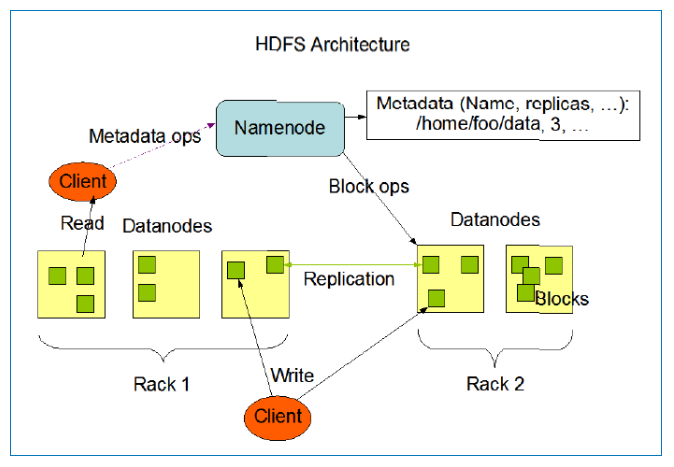 HDFS Architecture
Metadata (Name, replicas, ...):
/home/foo/data, 3, ...
Namenode
Metadata ops
Client
Block ops
Read
Datanodes
Datanodes
Replication
Blocks
Rack 1
Write
Rack 2
Client